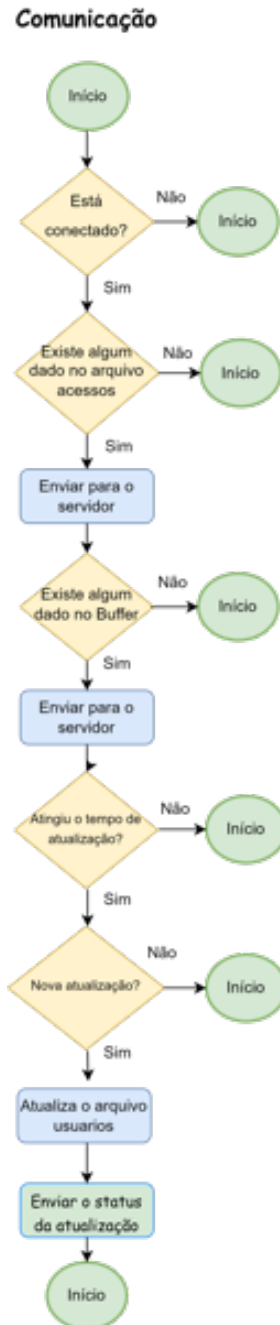 Comunicação
Início
Está
conectado?
Não
Início
Sim
Existe algum
dado no arquivo
acessos
Não
Início
Sim
Enviar para o
servidor
Existe algum
dado no Buffer
Não
Início
Sim
Enviar para o
servidor
Atingiu o tempo de
atualização?
Não
Início
Sim
Nova atualização?
Não
Início
Sim
Atualiza o arquivo
usuarios
Enviar o status
da atualização
Início